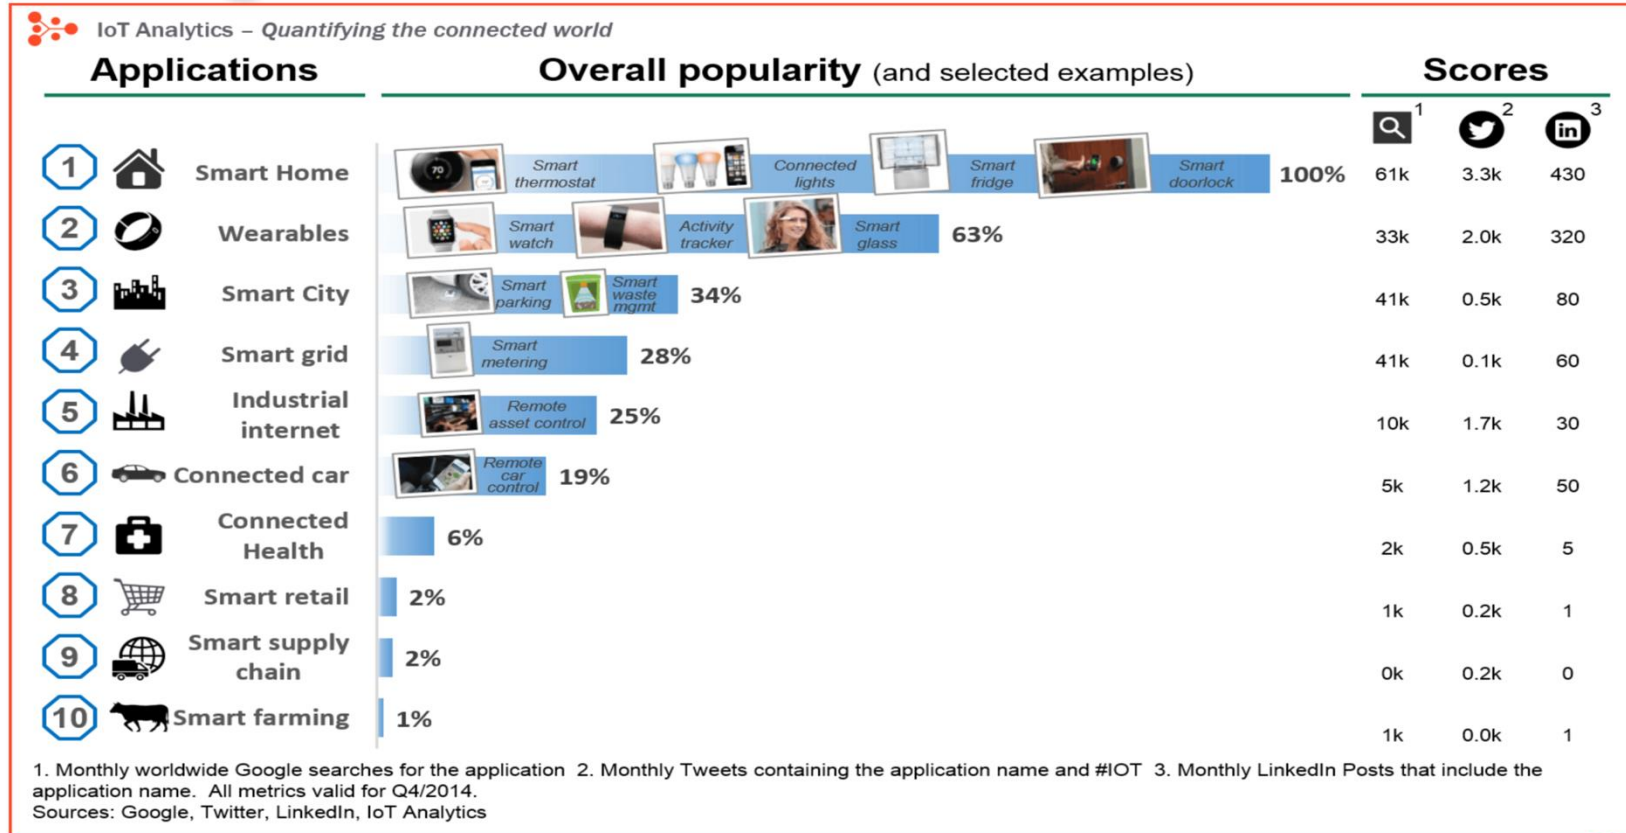 IoT Analytics – Quantifying the connected world
Applications
Overall popularity (and selected examples)
Scores
1 2 3
in
1 Smart Home
70
Smart thermostat
Connected lights
Smart fridge
Smart doorlock
100% 61k 3.3k 430
2 Wearables
Smart watch
Activity tracker
Smart glass
63% 33k 2.0k 320
3 Smart City
Smart parking
Smart waste mgmt
34% 41k 0.5k 80
4 Smart grid
Smart metering
28% 41k 0.1k 60
5 Industrial internet
Remote asset control
25% 10k 1.7k 30
6 Connected car
Remote car control
19% 5k 1.2k 50
7 Connected Health
6% 2k 0.5k 5
8 Smart retail
2% 1k 0.2k 1
9 Smart supply chain
2% 0k 0.2k 0
10 Smart farming
1% 1k 0.0k 1
1. Monthly worldwide Google searches for the application 2. Monthly Tweets containing the application name and #IOT 3. Monthly LinkedIn Posts that include the
application name. All metrics valid for Q4/2014.
Sources: Google, Twitter, LinkedIn, IoT Analytics